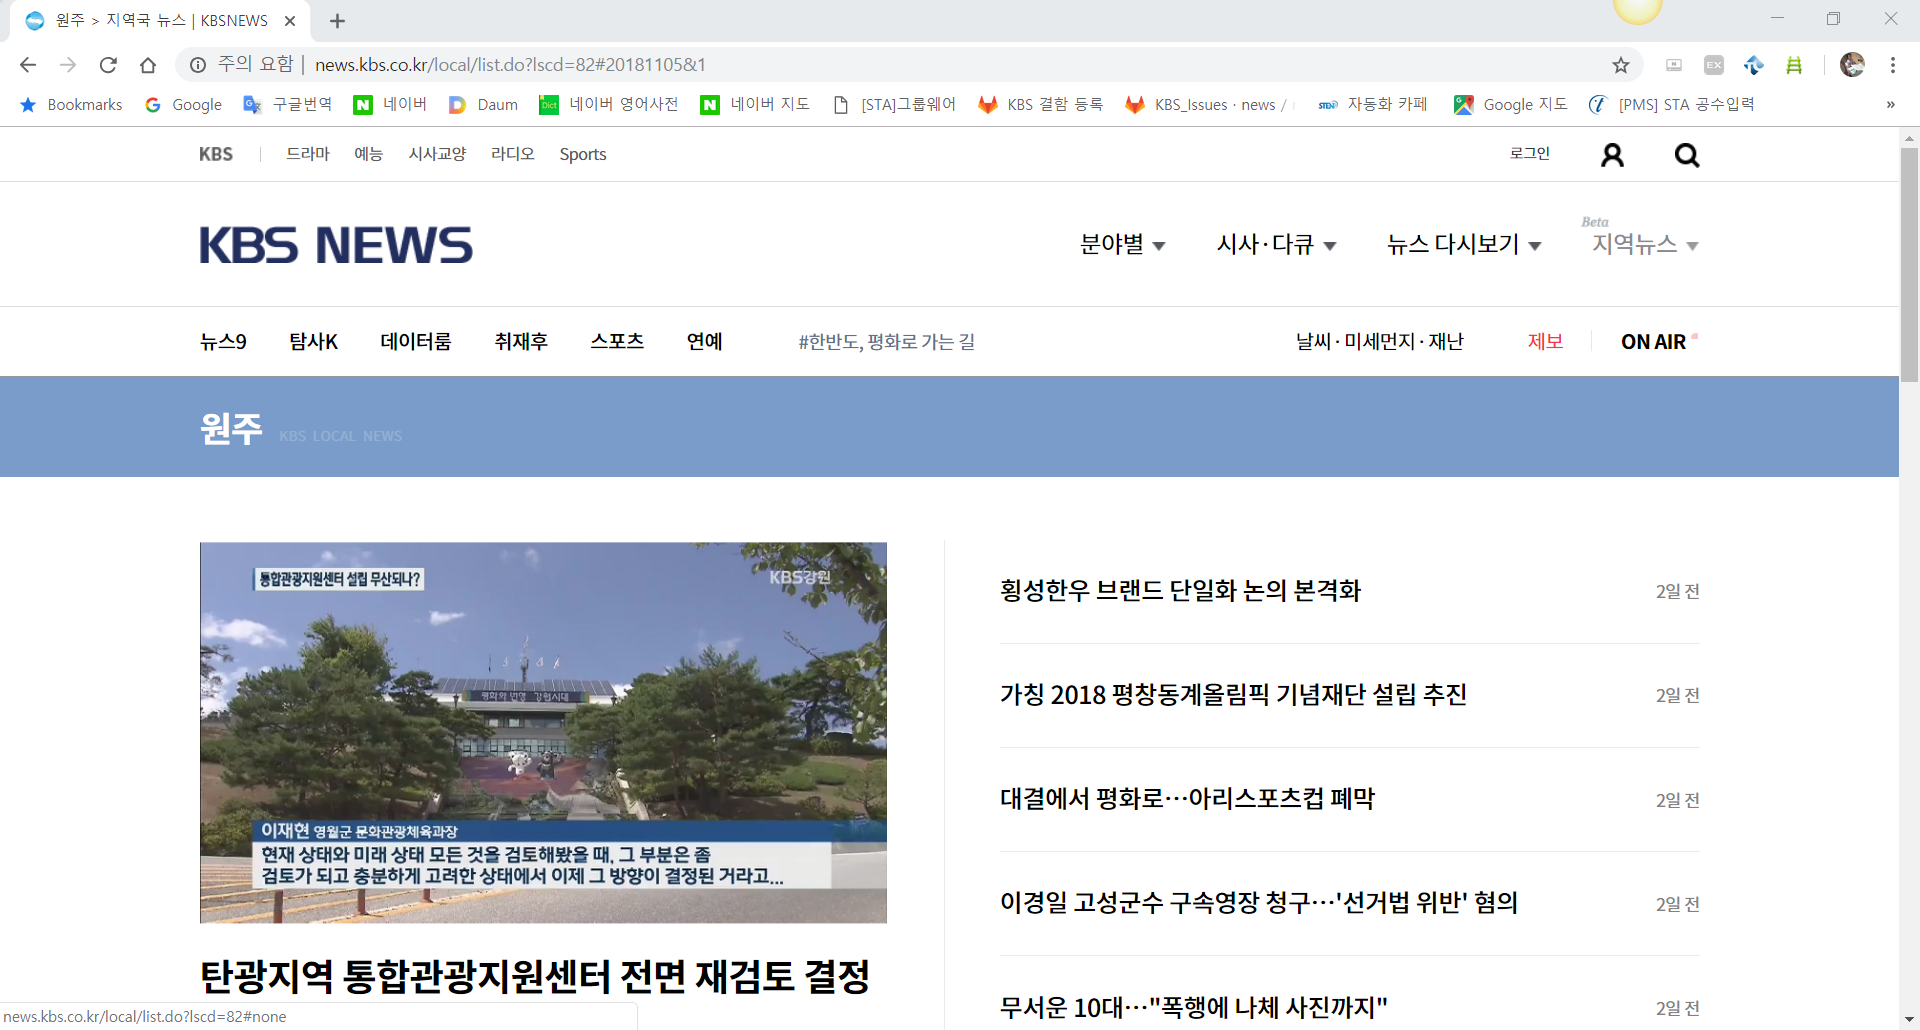 원주 > 지역국 뉴스 | KBSNEWS
주의 요함 | news.kbs.co.kr/local/list.do?lscd=82#20181105&1
EX
Bookmarks Google 구글번역 네이버 Daum 네이버 영어사전 네이버 지도 [STA]그룹웨어 KBS 결함 등록 KBS_Issues · news / 자동화 카페 Google 지도 [PMS] STA 공수입력 »
KBS 드라마 예능 시사교양 라디오 Sports 로그인
KBS NEWS
분야별 시사·다큐 뉴스 다시보기 Beta 지역뉴스
뉴스9 탐사K 데이터룸 취재후 스포츠 연예 #한반도, 평화로 가는 길 날씨·미세먼지·재난 제보 ON AIR
원주 KBS LOCAL NEWS
통합관광지원센터 설립 무산되나?
KBS강원
평화와 번영 강원시대
이재현 영월군 문화관광체육과장
현재 상태와 미래 상태 모든 것을 검토해봤을 때, 그 부분은 좀
검토가 되고 충분하게 고려한 상태에서 이제 그 방향이 결정된 거라고...
탄광지역 통합관광지원센터 전면 재검토 결정
횡성한우 브랜드 단일화 논의 본격화 2일 전
가칭 2018 평창동계올림픽 기념재단 설립 추진 2일 전
대결에서 평화로…아리스포츠컵 폐막 2일 전
이경일 고성군수 구속영장 청구…'선거법 위반' 혐의 2일 전
무서운 10대…"폭행에 나체 사진까지" 2일 전
news.kbs.co.kr/local/list.do?lscd=82#none